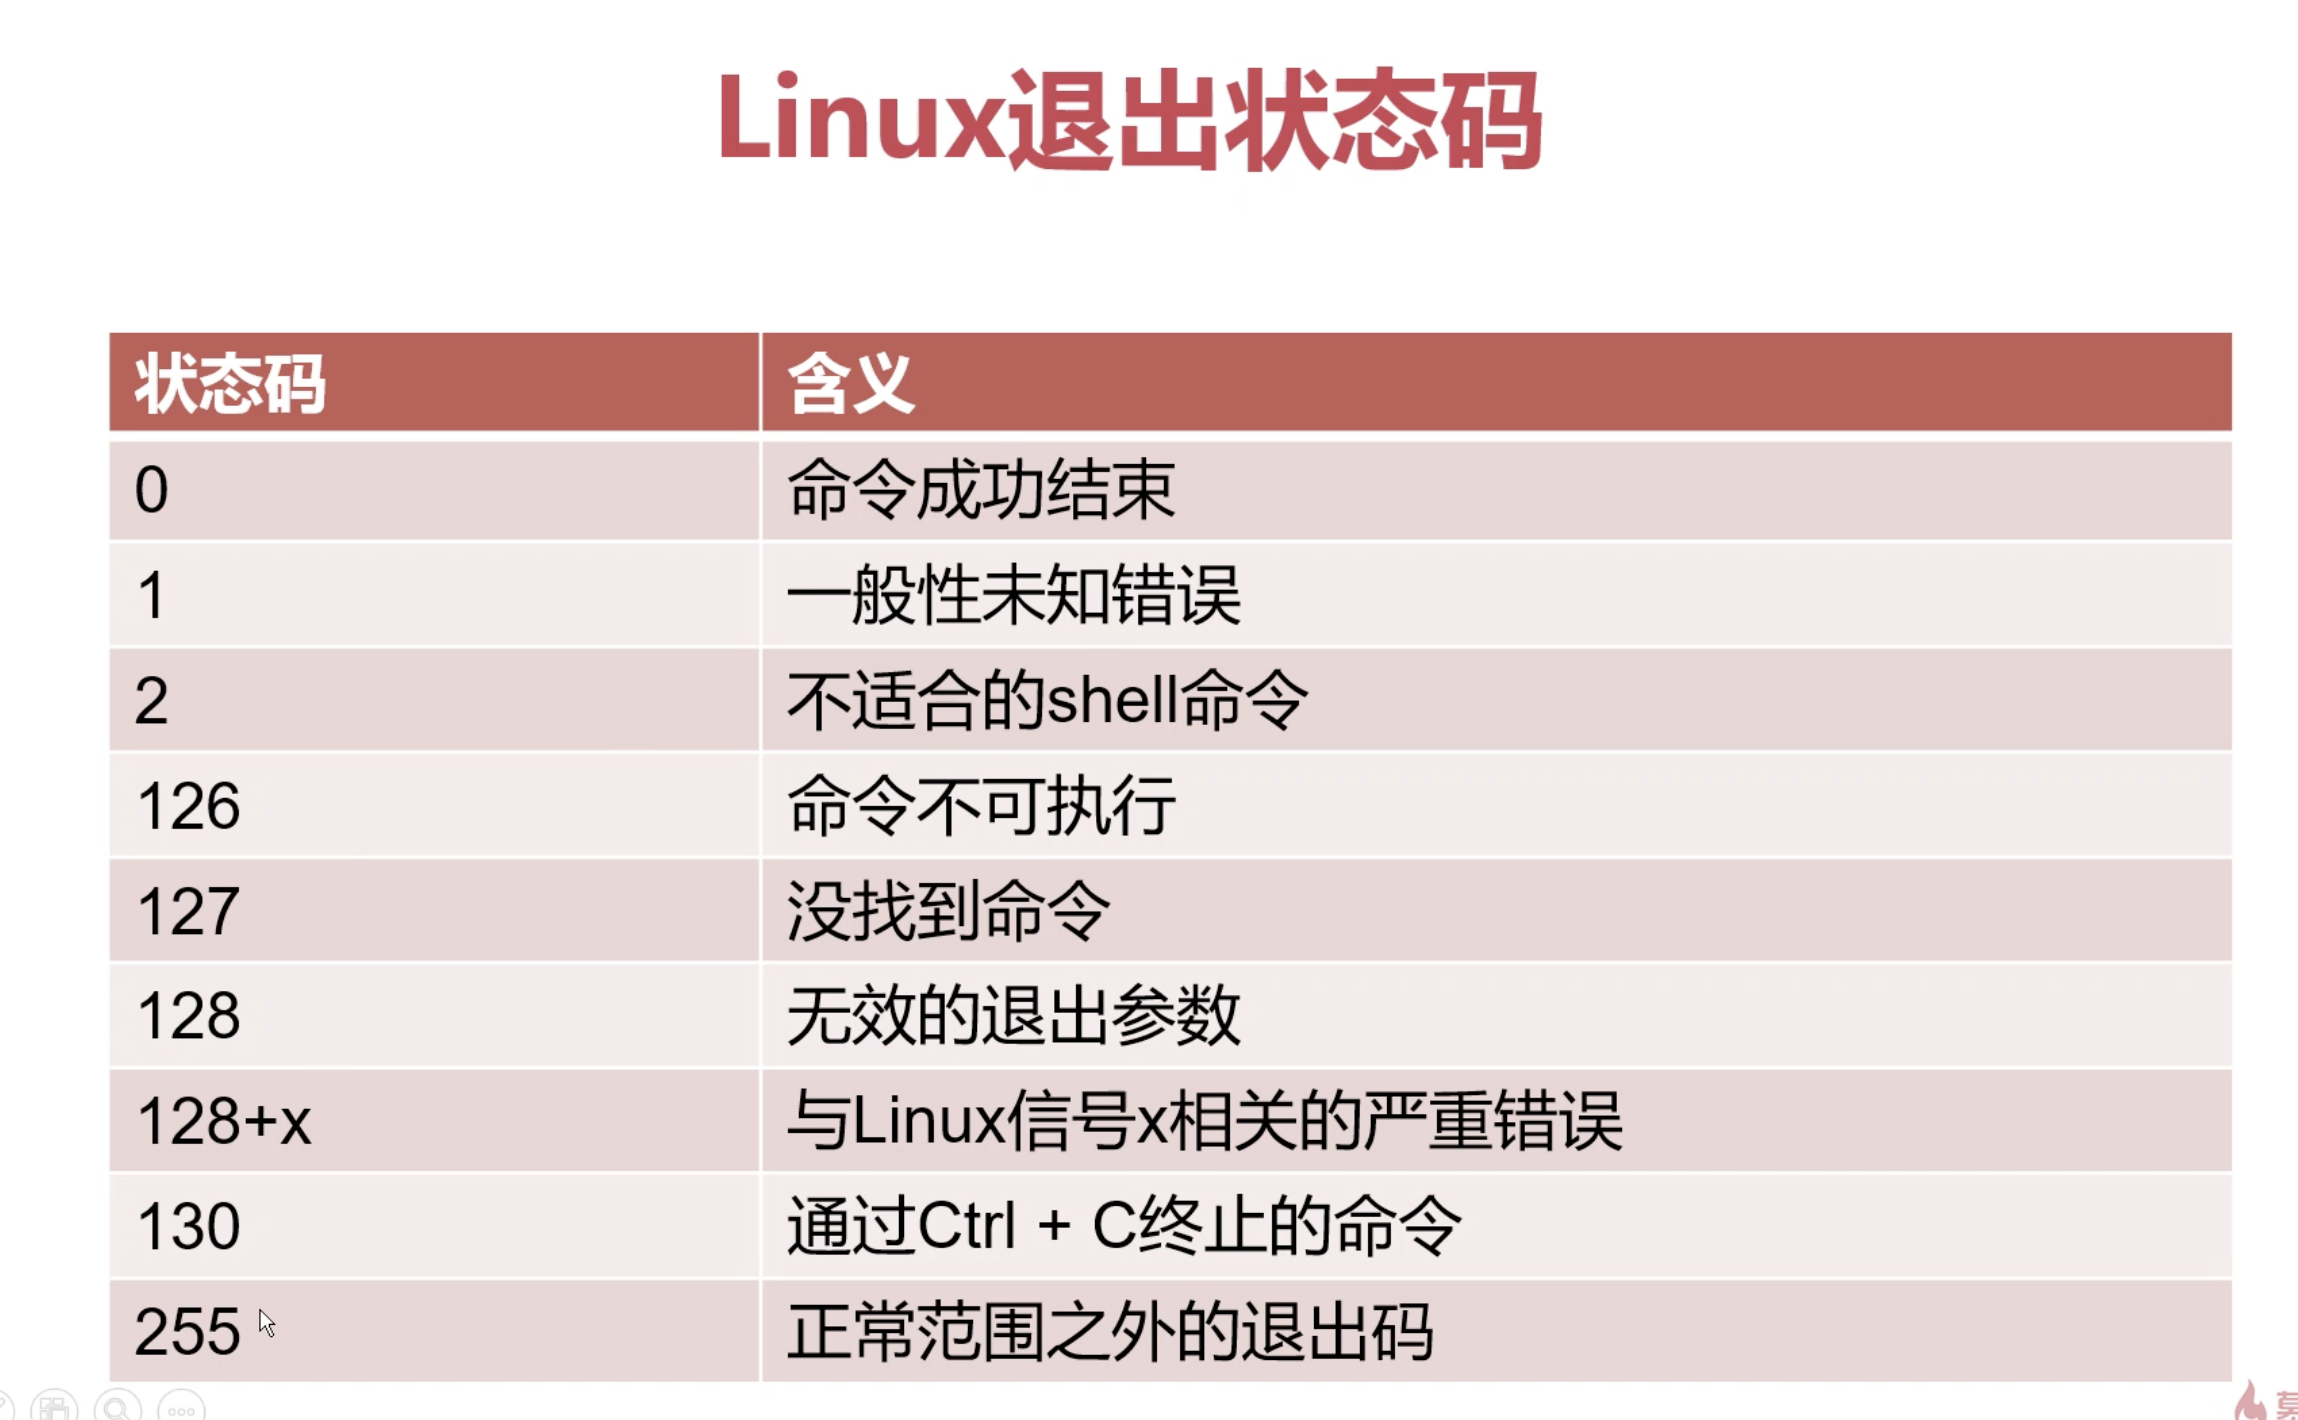 Linux退出状态码
状态码 含义
0 命令成功结束
1 一般性未知错误
2 不适合的shell命令
126 命令不可执行
127 没找到命令
128 无效的退出参数
128+x 与Linux信号x相关的严重错误
130 通过Ctrl + C终止的命令
255 正常范围之外的退出码